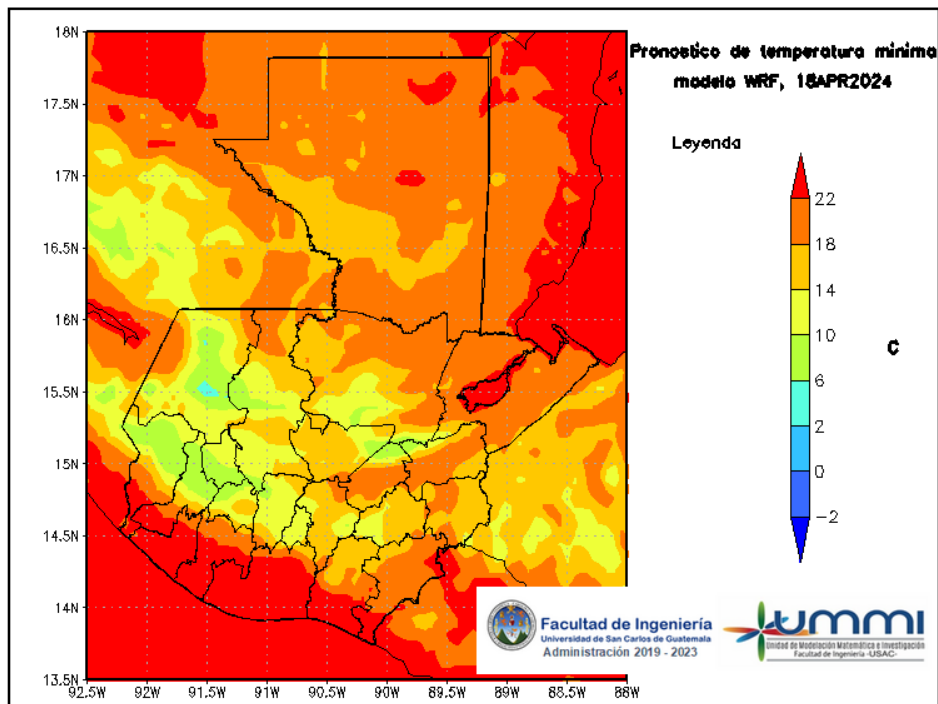 Pronostico de temperatura minima
modelo WRF, 18APR2024
Leyenda
22
18
14
10
6
2
0
−2
C
18N
17.5N
17N
16.5N
16N
15.5N
15N
14.5N
14N
13.5N
92.5W 92W 91.5W 91W 90.5W 90W 89.5W 89W 88.5W 88W
Facultad de Ingeniería
Universidad de San Carlos de Guatemala
Administración 2019 - 2023
ummi
Unidad de Modelación Matemática e Investigación
Facultad de Ingeniería -USAC-